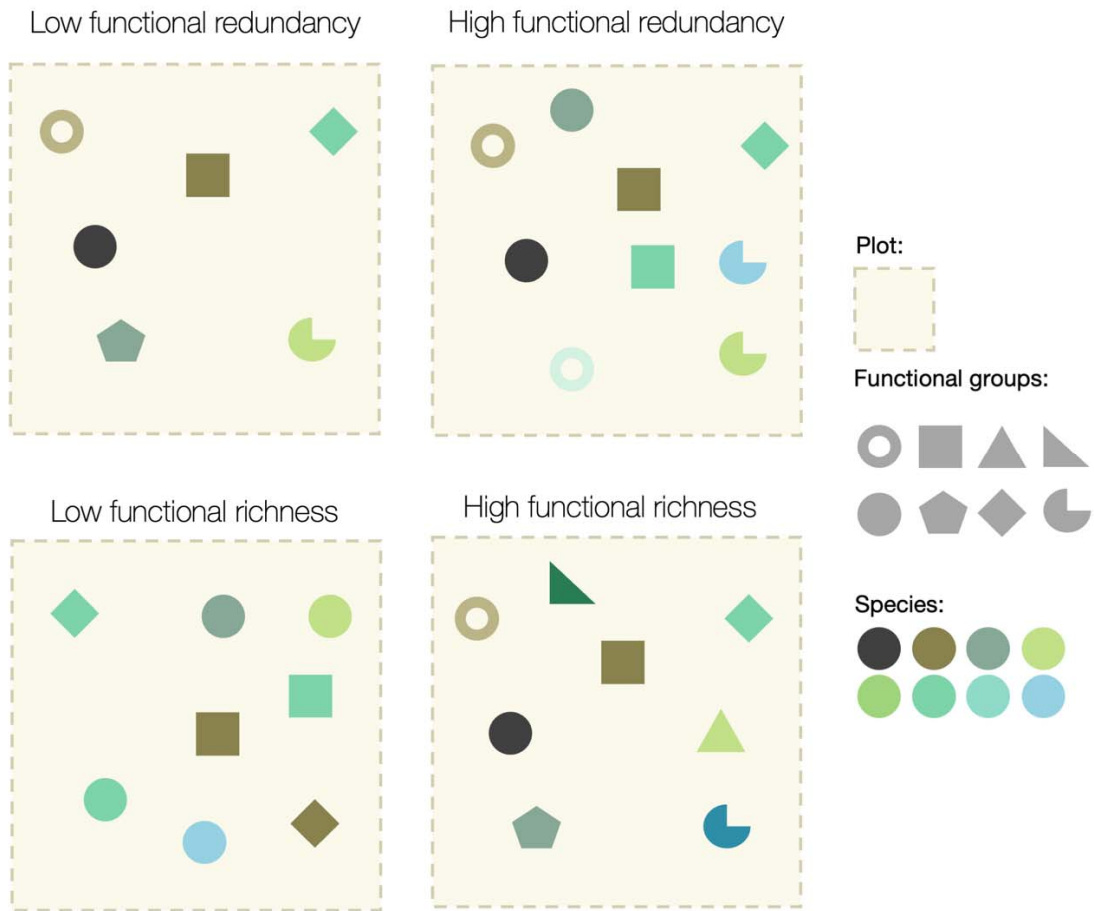 Low functional redundancy
High functional redundancy
Plot:
Functional groups:
Low functional richness
High functional richness
Species: